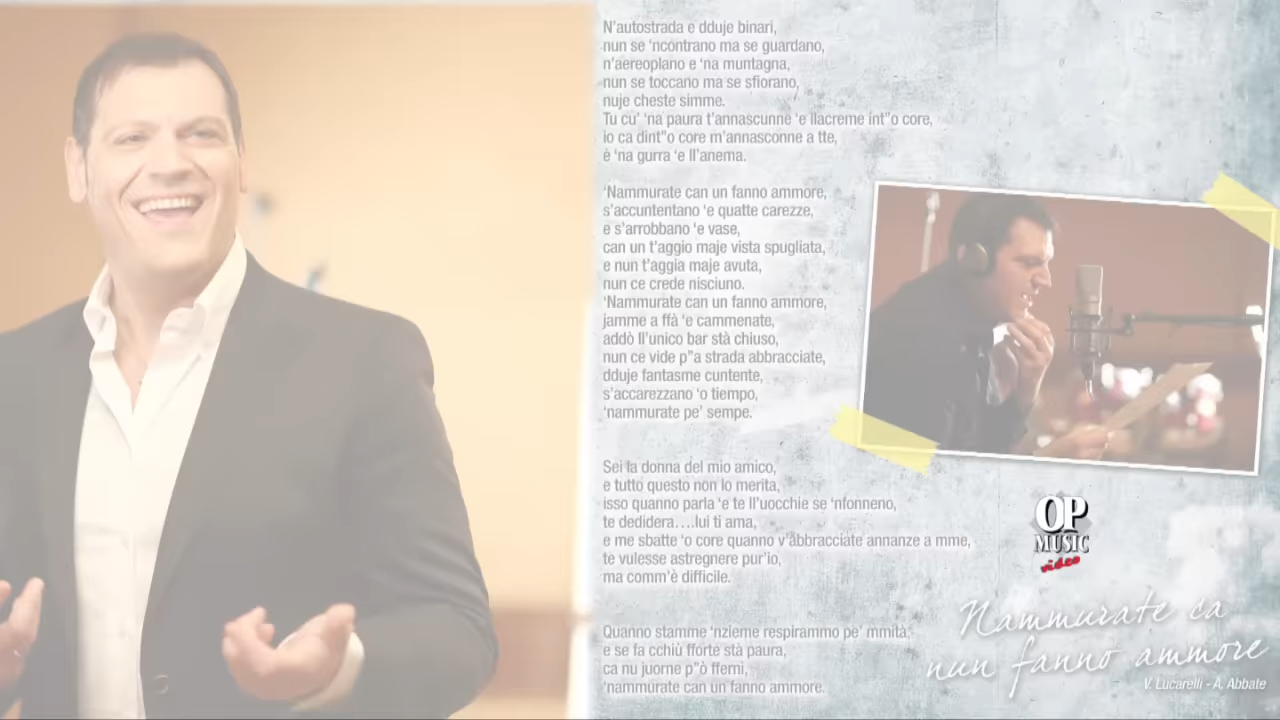 N'autostrada e dduje binari,
nun se 'ncontrano ma se guardano,
n'aereoplano e 'na muntagna,
nun se toccano ma se sfiorano,
nuje cheste simme.
Tu cu' 'na paura t'annascunne 'e llacreme int''o core,
io ca dint''o core m'annasconne a tte,
è 'na gurra 'e ll'anema.
'Nammurate can un fanno ammore,
s'accuntentano 'e quatte carezze,
e s'arrobbano 'e vase,
can un t'aggio maje vista spugliata,
e nun t'aggia maje avuta,
nun ce crede nisciuno.
'Nammurate can un fanno ammore,
jamme a ffà 'e cammenate,
addò ll'unico bar stà chiuso,
nun ce vide p''a strada abbracciate,
dduje fantasme cuntente,
s'accarezzano 'o tiempo,
'nammurate pe' sempe.
Sei la donna del mio amico,
e tutto questo non lo merita,
isso quanno parla 'e te ll'uocchie se 'nfonneno,
te dedidera....lui ti ama,
e me sbatte 'o core quanno v'abbracciate annanze a mme,
te vulesse astregnere pur'io,
ma comm'è difficile.
Quanno stamme 'nzieme respirammo pe' mmità,
e se fa cchiù fforte stà paura,
ca nu juorne p''ò fferni,
'nammurate can un fanno ammore.
OP
MUSIC
video
Nammurate ca
nun fanno ammore
V. Lucarelli - A. Abbate